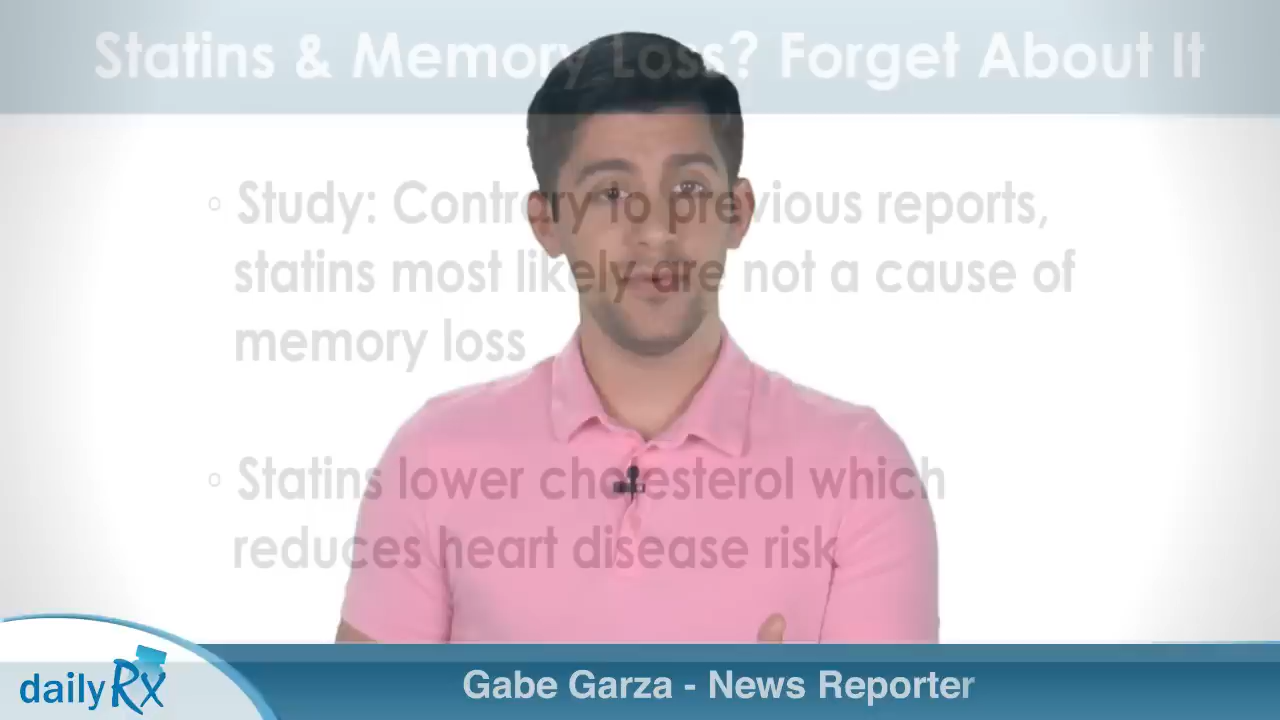 Statins & Memory Loss? Forget About It
Study: Contrary to previous reports,
statins most likely are not a cause of
memory loss
Statins lower cholesterol which
reduces heart disease risk
dailyRX
Gabe Garza - News Reporter